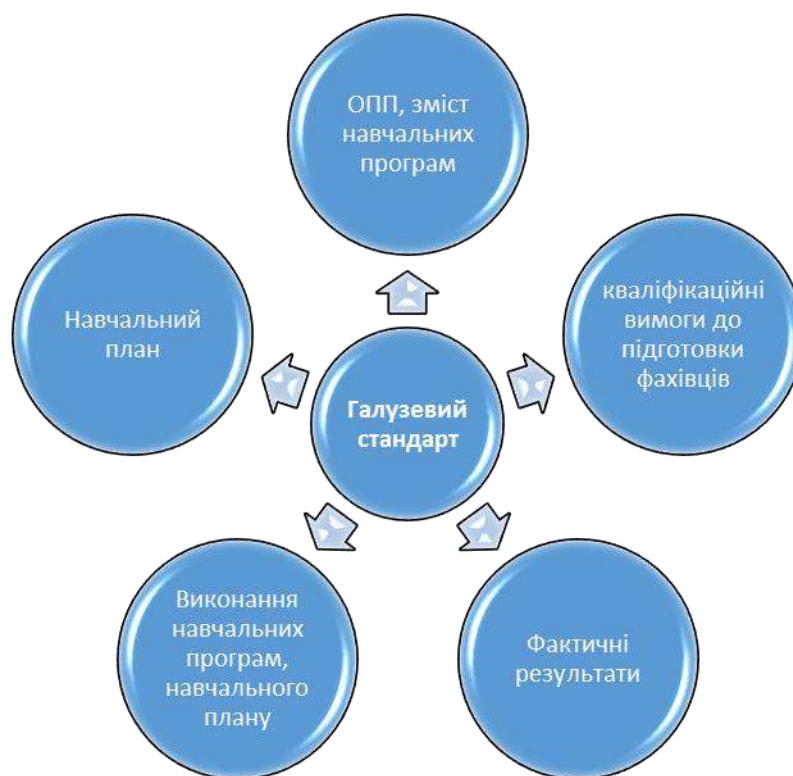 ОПП, зміст
навчальних
програм
Навчальний
план
кваліфікаційні
вимоги до
підготовки
фахівців
Галузевий
стандарт
Виконання
навчальних
програм,
навчального
плану
Фактичні
результати